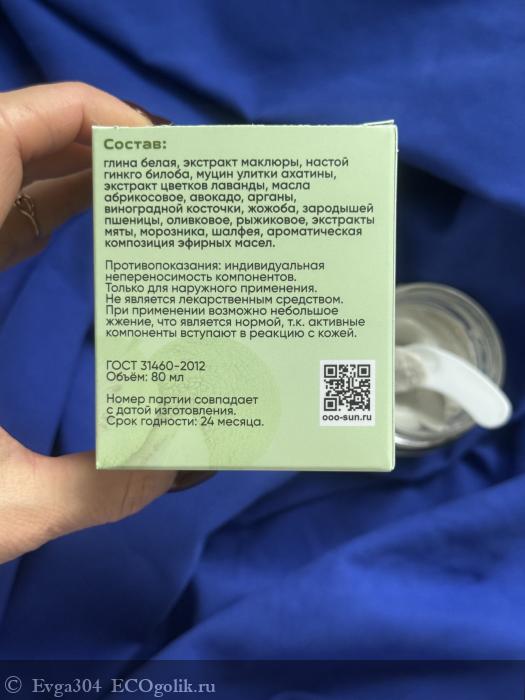 Состав:
глина белая, экстракт маклюры, настой
гинкго билоба, муцин улитки ахатины,
экстракт цветков лаванды, масла
абрикосовое, авокадо, арганы,
виноградной косточки, жожоба, зародышей
пшеницы, оливковое, рыжиковое, экстракты
мяты, морозника, шалфея, ароматическая
композиция эфирных масел.
Противопоказания: индивидуальная
непереносимость компонентов.
Только для наружного применения.
Не является лекарственным средством.
При применении возможно небольшое
жжение, что является нормой, т.к. активные
компоненты вступают в реакцию с кожей.
ГОСТ 31460-2012
Объём: 80 мл
Номер партии совпадает
с датой изготовления.
Срок годности: 24 месяца.
ooo-sun.ru
© Evga304 ECOgolik.ru